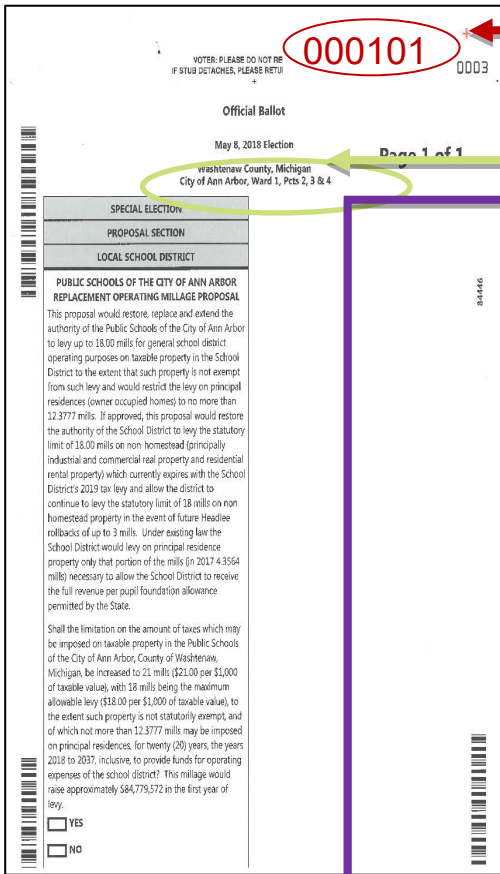 VOTER: PLEASE DO NOT RE
000101
IF STUB DETACHES, PLEASE RETU
0003
Official Ballot
May 8, 2018 Election
Page 1 of 1
Washtenaw County, Michigan
City of Ann Arbor, Ward 1, Pcts 2, 3 & 4
SPECIAL ELECTION
PROPOSAL SECTION
LOCAL SCHOOL DISTRICT
PUBLIC SCHOOLS OF THE CITY OF ANN ARBOR
REPLACEMENT OPERATING MILLAGE PROPOSAL
This proposal would restore, replace and extend the
authority of the Public Schools of the City of Ann Arbor
to levy up to 18.00 mills for general school district
operating purposes on taxable property in the School
District to the extent that such property is not exempt
from such levy and would restrict the levy on principal
residences (owner occupied homes) to no more than
12.3777 mills. If approved, this proposal would restore
the authority of the School District to levy the statutory
limit of 18.00 mills on non-homestead (principally
industrial and commercial real property and residential
rental property) which currently expires with the School
District's 2019 tax levy and allow the district to
continue to levy the statutory limit of 18 mills on non
homestead property in the event of future Headlee
rollbacks of up to 3 mills. Under existing law the
School District would levy on principal residence
property only that portion of the mills (in 2017 4.3564
mills) necessary to allow the School District to receive
the full revenue per pupil foundation allowance
permitted by the State.
Shall the limitation on the amount of taxes which may
be imposed on taxable property in the Public Schools
of the City of Ann Arbor, County of Washtenaw,
Michigan, be increased to 21 mills ($21.00 per $1,000
of taxable value), with 18 mills being the maximum
allowable levy ($18.00 per $1,000 of taxable value), to
the extent such property is not statutorily exempt, and
of which not more than 12.3777 mills may be imposed
on principal residences, for twenty (20) years, the years
2018 to 2037, inclusive, to provide funds for operating
expenses of the school district? This millage would
raise approximately $84,779,572 in the first year of
levy.
YES
NO
84446